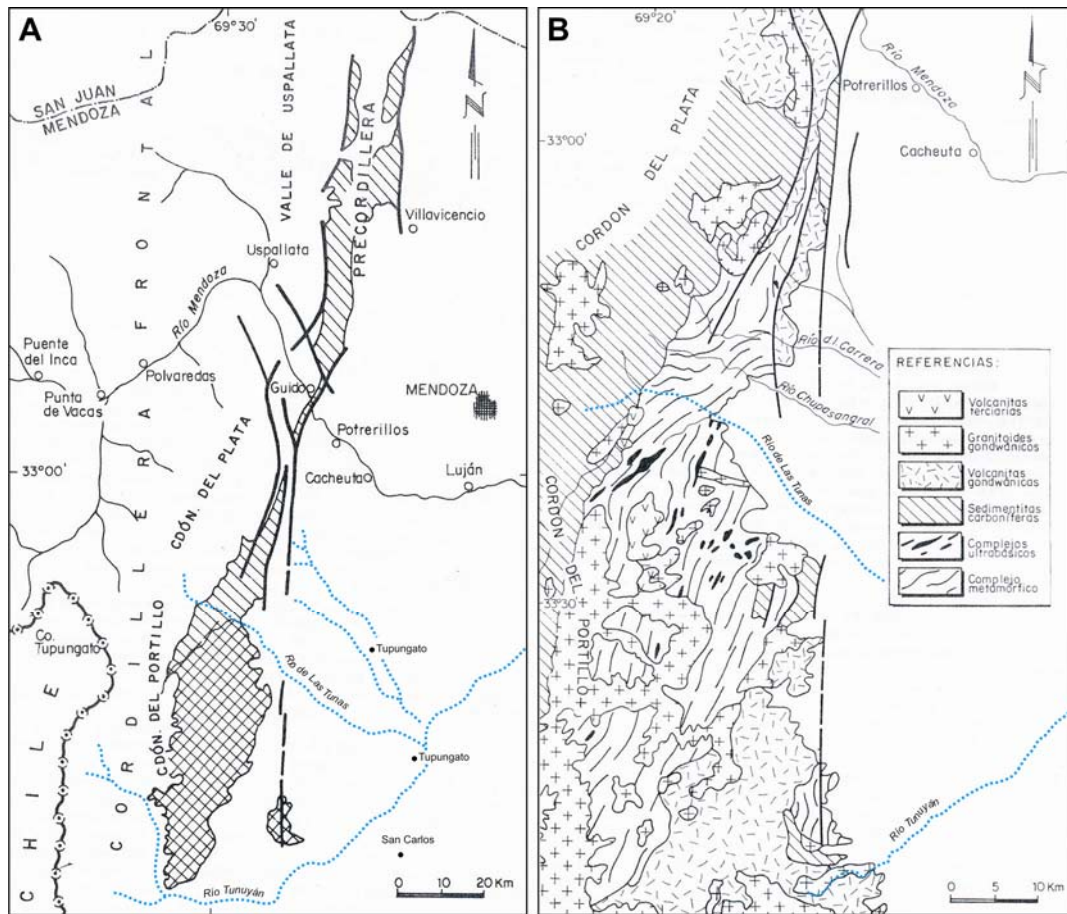 A
69°30'
SAN JUAN
MENDOZA
CORDILLERA FRONTAL
VALLE DE USPALLATA
PRECORDILLERA
N
Villavicencio
Uspallata
Río Mendoza
Puente
del Inca
Punta
de Vacas
Polvaredas
Guido
MENDOZA
Potrerillos
33°00'
Cacheuta
Luján
CDÓN. DEL PLATA
Co.
Tupungato
CHILE
CDÓN. DEL PORTILLO
Tupungato
Río de Las Tunas
Tupungato
San Carlos
Río Tunuyán
0 10 20 Km
B
69°20'
Río Mendoza
Potrerillos
N
33°00'
Cacheuta
CORDON DEL PLATA
Río d.l. Carrera
Río Chupasangral
Río de Las Tunas
REFERENCIAS:
Volcanitas
terciarias
Granitoides
gondwánicos
Volcanitas
gondwánicas
Sedimentitas
carboníferas
Complejos
ultrabásicos
Complejo
metamórfico
CORDON DEL PORTILLO
33°30'
Río Tunuyán
0 5 10 Km